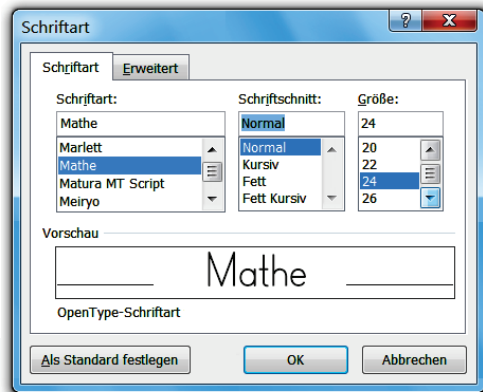 Schriftart
Schriftart Erweitert
Schriftart: Schriftschnitt: Größe:
Mathe Normal 24
Marlett Normal 20
Mathe Kursiv 22
Matura MT Script Fett 24
Meiryo Fett Kursiv 26
Vorschau
Mathe
OpenType-Schriftart
Als Standard festlegen OK Abbrechen